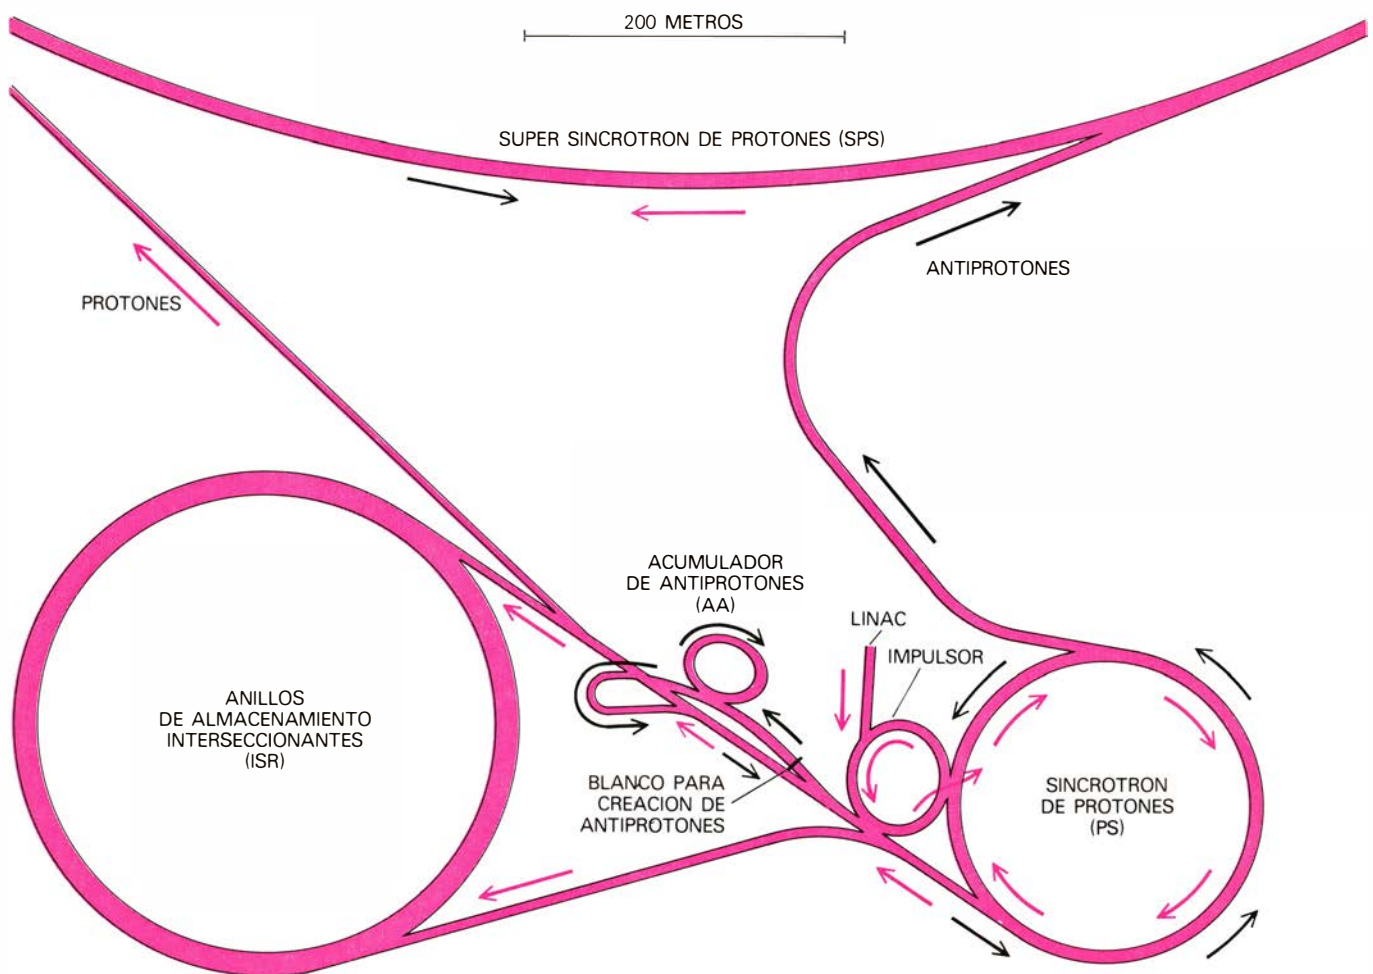 200 METROS
SUPER SINCROTRON DE PROTONES (SPS)
ANTIPROTONES
PROTONES
ACUMULADOR
DE ANTIPROTONES
(AA)
LINAC
IMPULSOR
ANILLOS
DE ALMACENAMIENTO
INTERSECCIONANTES
(ISR)
BLANCO PARA
CREACION DE
ANTIPROTONES
SINCROTRON
DE PROTONES
(PS)